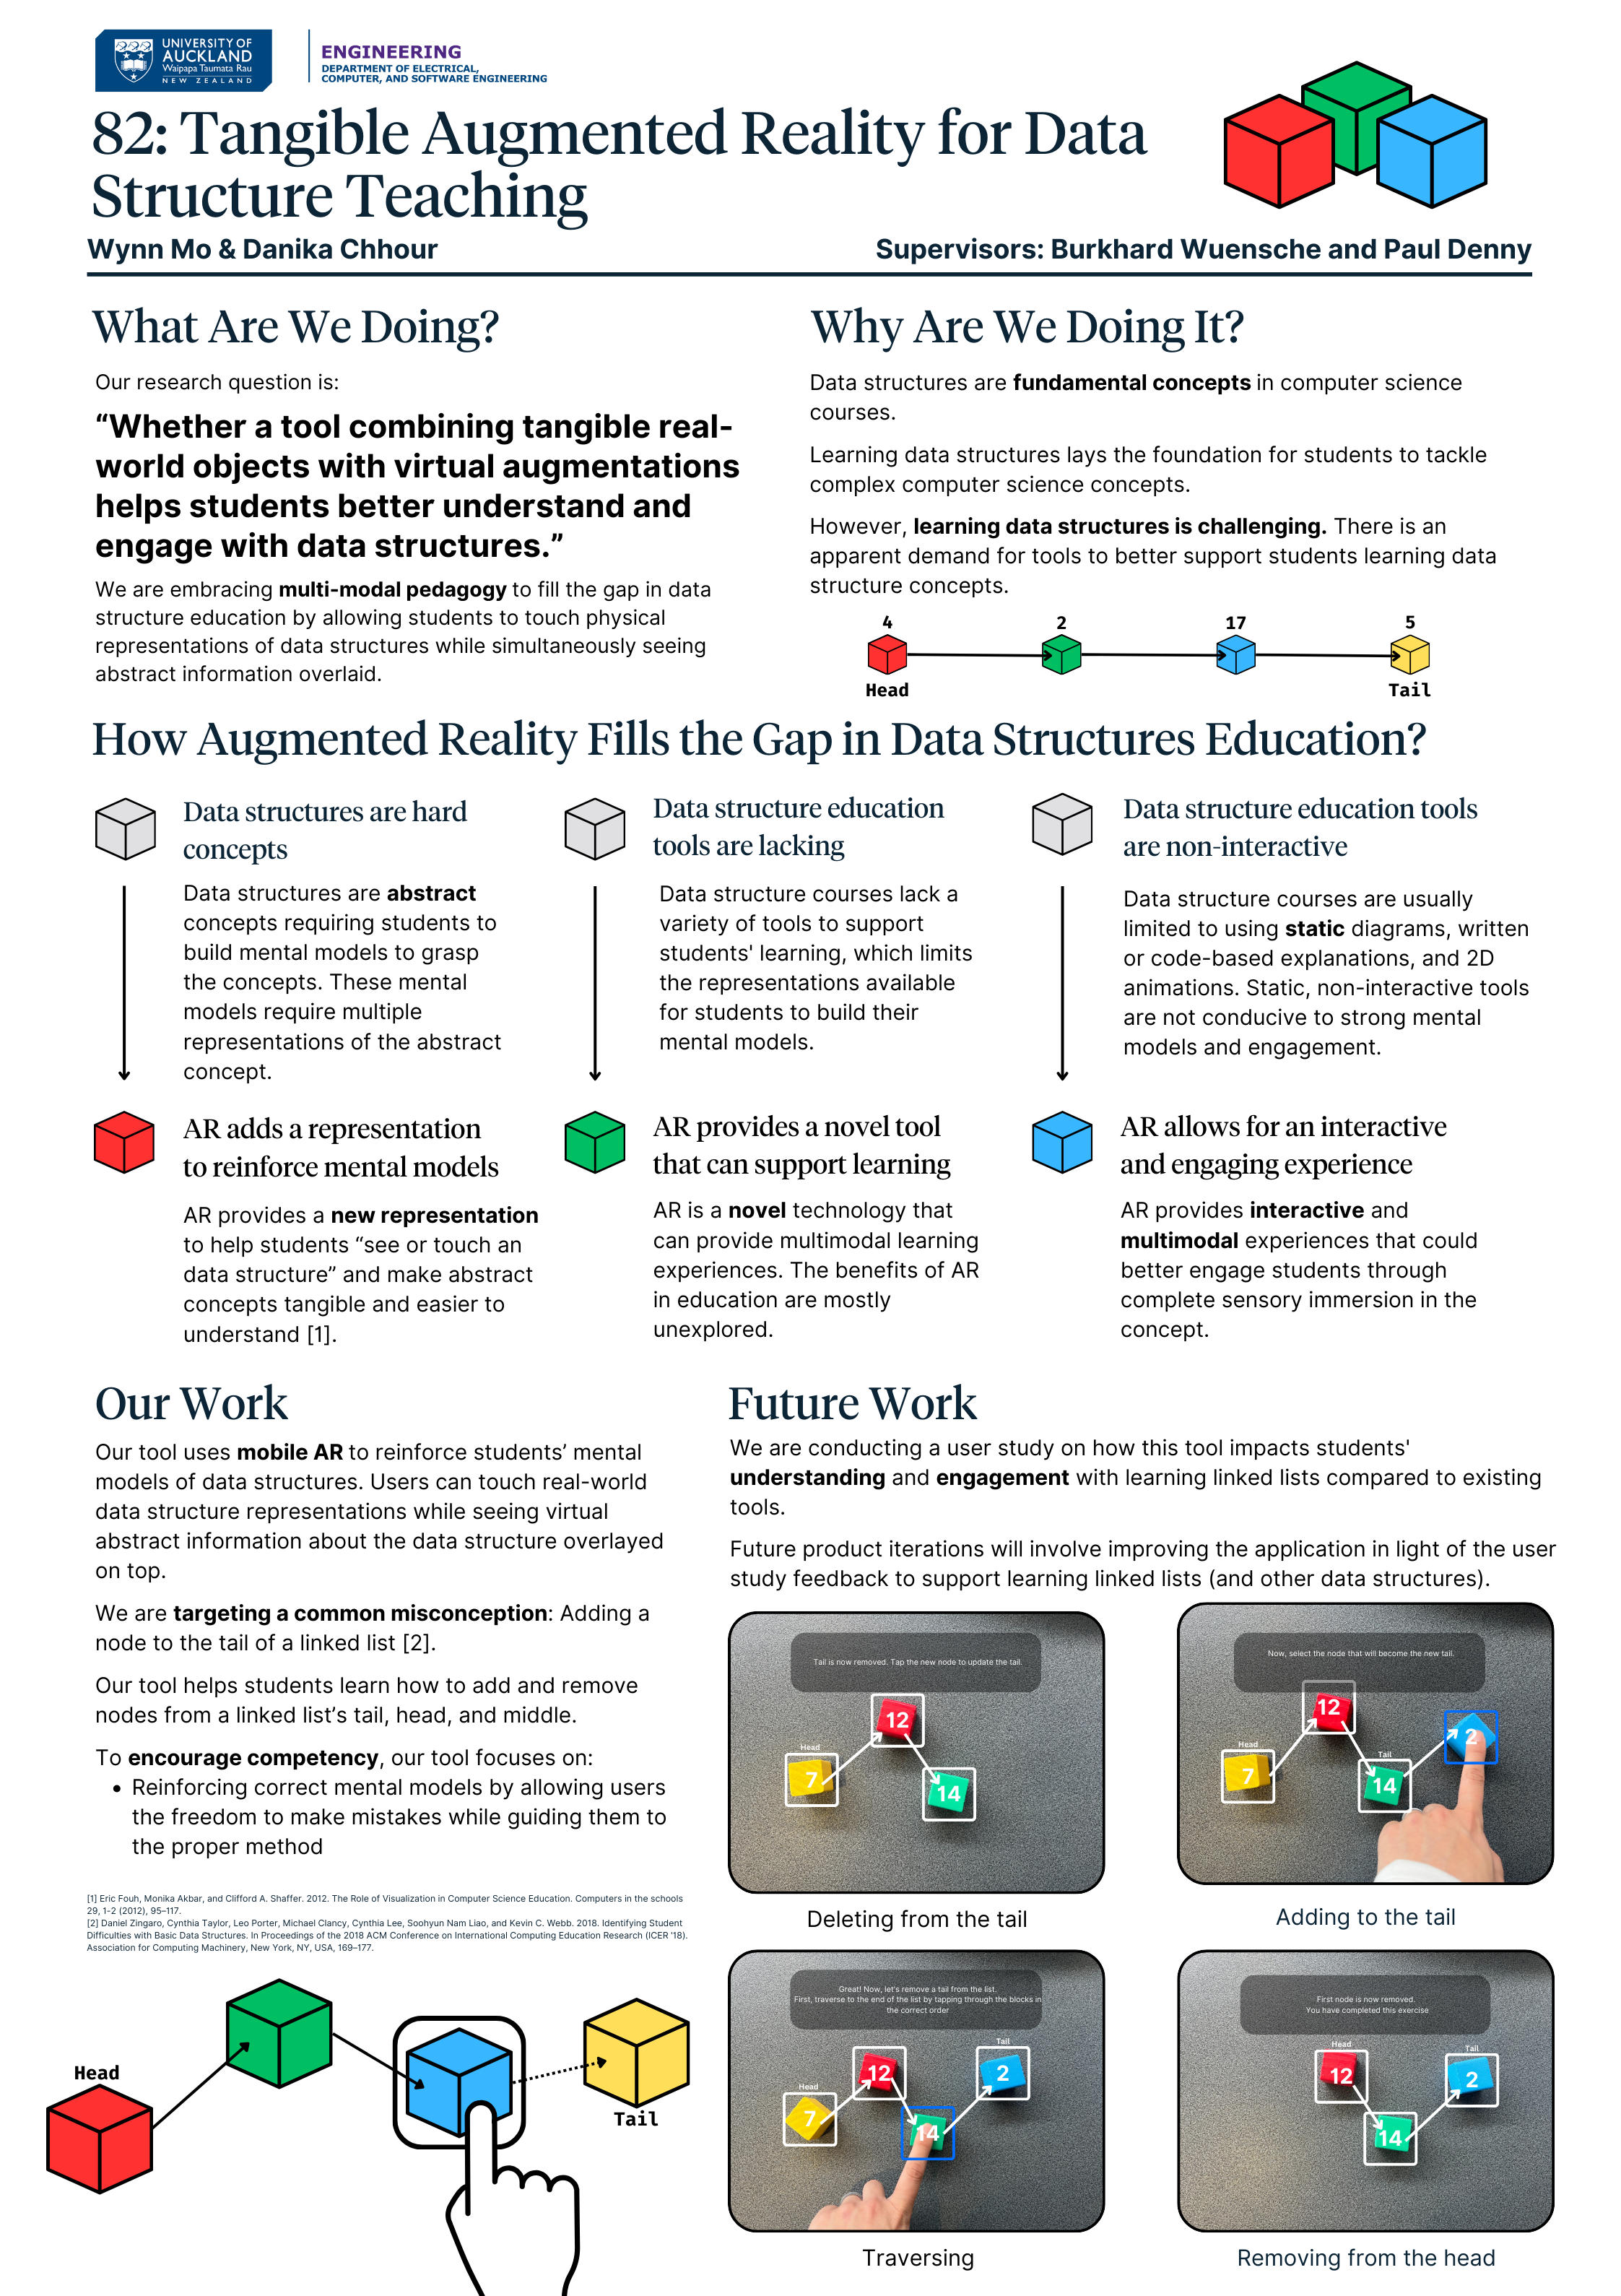 UNIVERSITY OF
AUCKLAND
Waipapa Taumata Rau
NEW ZEALAND
ENGINEERING
DEPARTMENT OF ELECTRICAL,
COMPUTER, AND SOFTWARE ENGINEERING
82: Tangible Augmented Reality for Data
Structure Teaching
Wynn Mo & Danika Chhour
Supervisors: Burkhard Wuensche and Paul Denny
What Are We Doing?
Our research question is:
“Whether a tool combining tangible real-
world objects with virtual augmentations
helps students better understand and
engage with data structures.”
We are embracing multi-modal pedagogy to fill the gap in data
structure education by allowing students to touch physical
representations of data structures while simultaneously seeing
abstract information overlaid.
Why Are We Doing It?
Data structures are fundamental concepts in computer science
courses.
Learning data structures lays the foundation for students to tackle
complex computer science concepts.
However, learning data structures is challenging. There is an
apparent demand for tools to better support students learning data
structure concepts.
4 2 17 5
Head Tail
How Augmented Reality Fills the Gap in Data Structures Education?
Data structures are hard
concepts
Data structures are abstract
concepts requiring students to
build mental models to grasp
the concepts. These mental
models require multiple
representations of the abstract
concept.
AR adds a representation
to reinforce mental models
AR provides a new representation
to help students “see or touch an
data structure” and make abstract
concepts tangible and easier to
understand [1].
Data structure education
tools are lacking
Data structure courses lack a
variety of tools to support
students' learning, which limits
the representations available
for students to build their
mental models.
AR provides a novel tool
that can support learning
AR is a novel technology that
can provide multimodal learning
experiences. The benefits of AR
in education are mostly
unexplored.
Data structure education tools
are non-interactive
Data structure courses are usually
limited to using static diagrams, written
or code-based explanations, and 2D
animations. Static, non-interactive tools
are not conducive to strong mental
models and engagement.
AR allows for an interactive
and engaging experience
AR provides interactive and
multimodal experiences that could
better engage students through
complete sensory immersion in the
concept.
Our Work
Our tool uses mobile AR to reinforce students’ mental
models of data structures. Users can touch real-world
data structure representations while seeing virtual
abstract information about the data structure overlayed
on top.
We are targeting a common misconception: Adding a
node to the tail of a linked list [2].
Our tool helps students learn how to add and remove
nodes from a linked list’s tail, head, and middle.
To encourage competency, our tool focuses on:
• Reinforcing correct mental models by allowing users
the freedom to make mistakes while guiding them to
the proper method
[1] Eric Fouh, Monika Akbar, and Clifford A. Shaffer. 2012. The Role of Visualization in Computer Science Education. Computers in the schools
29, 1-2 (2012), 95–117.
[2] Daniel Zingaro, Cynthia Taylor, Leo Porter, Michael Clancy, Cynthia Lee, Soohyun Nam Liao, and Kevin C. Webb. 2018. Identifying Student
Difficulties with Basic Data Structures. In Proceedings of the 2018 ACM Conference on International Computing Education Research (ICER '18).
Association for Computing Machinery, New York, NY, USA, 169–177.
Head
Tail
Future Work
We are conducting a user study on how this tool impacts students'
understanding and engagement with learning linked lists compared to existing
tools.
Future product iterations will involve improving the application in light of the user
study feedback to support learning linked lists (and other data structures).
Tail is now removed. Tap the new node to update the tail.
12
Head
7
14
Deleting from the tail
Now, select the node that will become the new tail.
12
2
Head
7
Tail
14
Adding to the tail
Great! Now, let's remove a tail from the list.
First, traverse to the end of the list by tapping through the blocks in
the correct order
Tail
12
2
Head
7
14
Traversing
First node is now removed.
You have completed this exercise
Head
12
Tail
2
14
Removing from the head